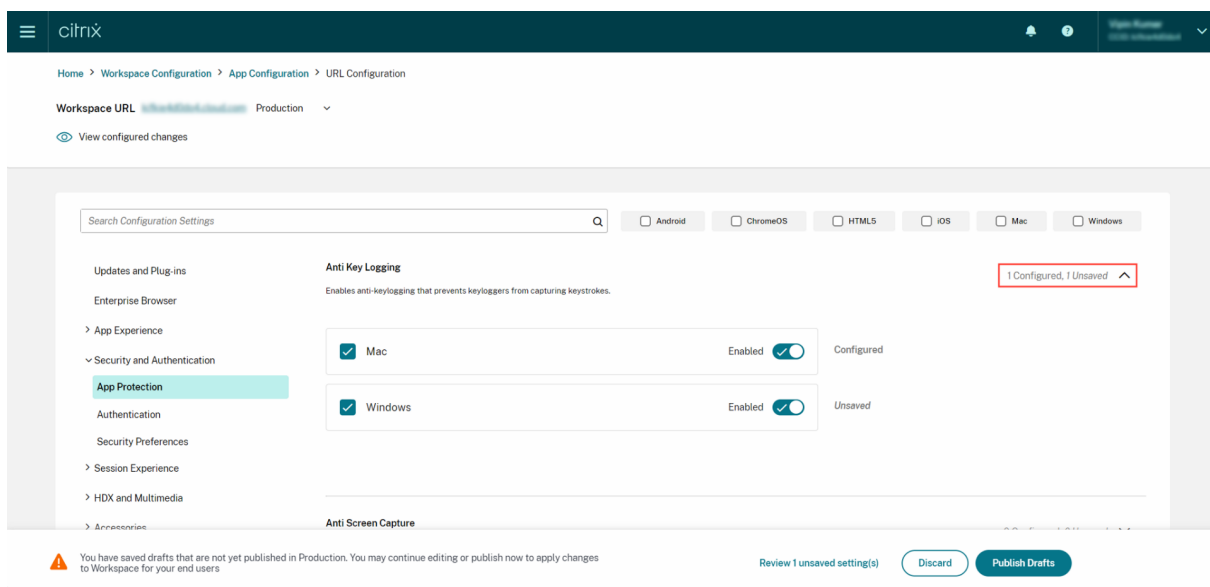 citrix
Home > Workspace Configuration > App Configuration > URL Configuration
Workspace URL Production
View configured changes
Search Configuration Settings
Android
ChromeOS
HTML5
iOS
Mac
Windows
Updates and Plug-ins
Enterprise Browser
App Experience
Security and Authentication
App Protection
Authentication
Security Preferences
Session Experience
HDX and Multimedia
Accessories
Anti Key Logging
1 Configured, 1 Unsaved
Enables anti-keylogging that prevents keyloggers from capturing keystrokes.
Mac Enabled Configured
Windows Enabled Unsaved
Anti Screen Capture
You have saved drafts that are not yet published in Production. You may continue editing or publish now to apply changes
to Workspace for your end users
Review 1 unsaved setting(s)
Discard
Publish Drafts